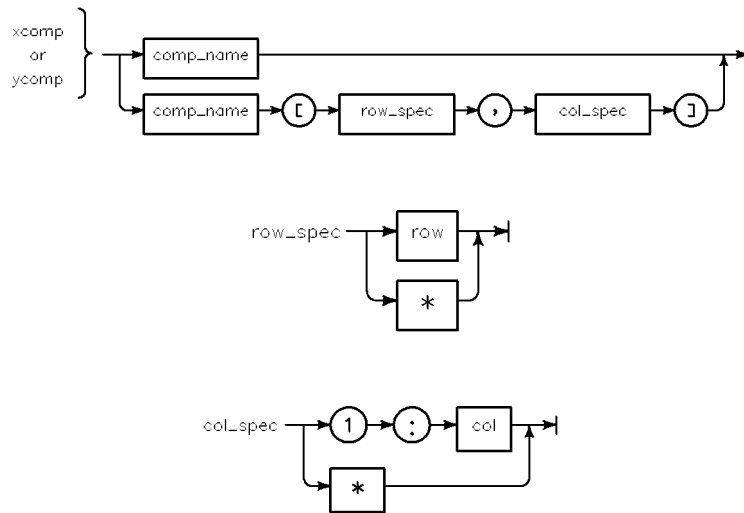 xcomp
or
ycomp
comp_name
comp_name [ row_spec , col_spec ]
row_spec row
*
col_spec 1 : col
*